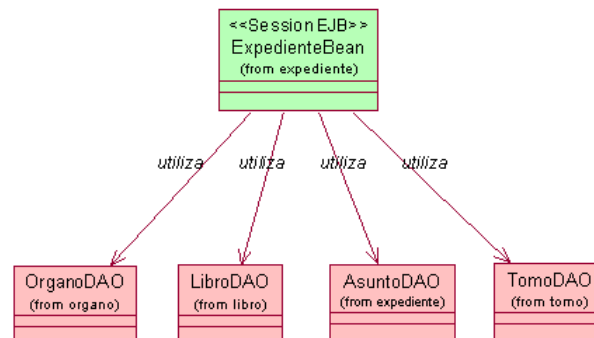 <<Session EJB>>
ExpedienteBean
(from expediente)
utiliza utiliza utiliza utiliza
OrganoDAO LibroDAO AsuntoDAO TomoDAO
(from organo) (from libro) (from expediente) (from tomo)